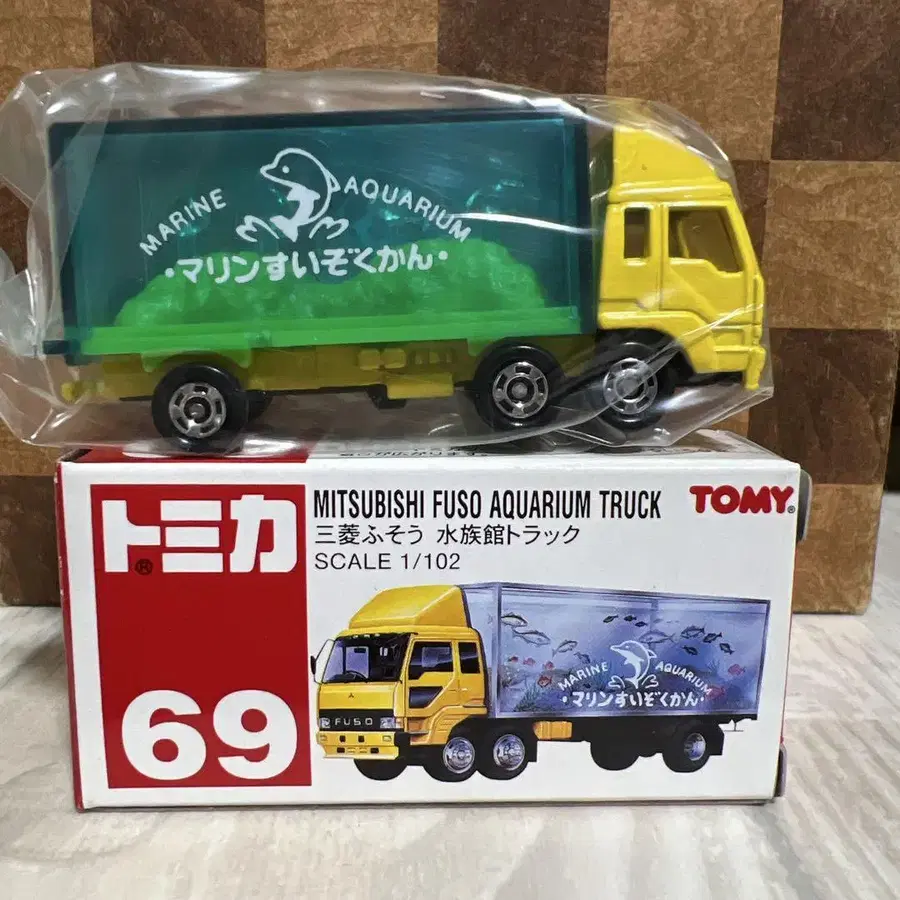 MARINE AQUARIUM
・マリンすいぞくかん・
トミカ®
69
MITSUBISHI FUSO AQUARIUM TRUCK
三菱ふそう 水族館トラック
SCALE 1/102
TOMY®
MARINE AQUARIUM
・マリンすいぞくかん・
FUSO